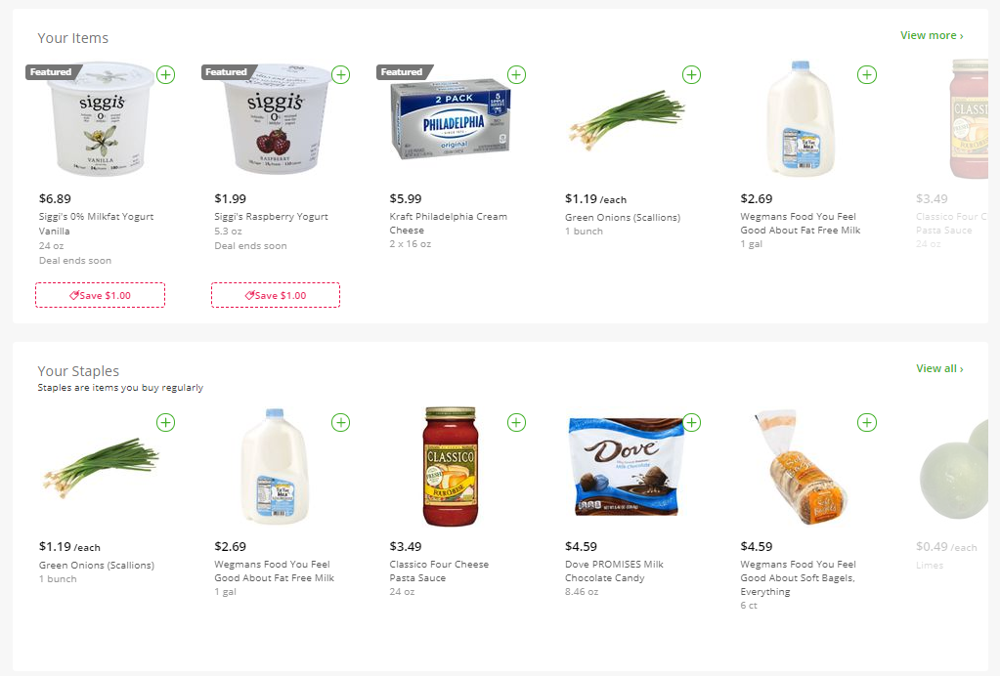 Your Items
View more ›
Featured
Featured
Featured
siggi's
0%
VANILLA
siggi's
0%
RASPBERRY
2 PACK
PHILADELPHIA
original
CLASSICO
$6.89
Siggi's 0% Milkfat Yogurt
Vanilla
24 oz
Deal ends soon
Save $1.00
$1.99
Siggi's Raspberry Yogurt
5.3 oz
Deal ends soon
Save $1.00
$5.99
Kraft Philadelphia Cream
Cheese
2 x 16 oz
$1.19 /each
Green Onions (Scallions)
1 bunch
$2.69
Wegmans Food You Feel
Good About Fat Free Milk
1 gal
$3.49
Classico Four C
Pasta Sauce
24 oz
Your Staples
Staples are items you buy regularly
View all ›
CLASSICO
FOUR CHEESE
Dove
Milk Chocolate
$1.19 /each
Green Onions (Scallions)
1 bunch
$2.69
Wegmans Food You Feel
Good About Fat Free Milk
1 gal
$3.49
Classico Four Cheese
Pasta Sauce
24 oz
$4.59
Dove PROMISES Milk
Chocolate Candy
8.46 oz
$4.59
Wegmans Food You Feel
Good About Soft Bagels,
Everything
6 ct
$0.49 /each
Limes